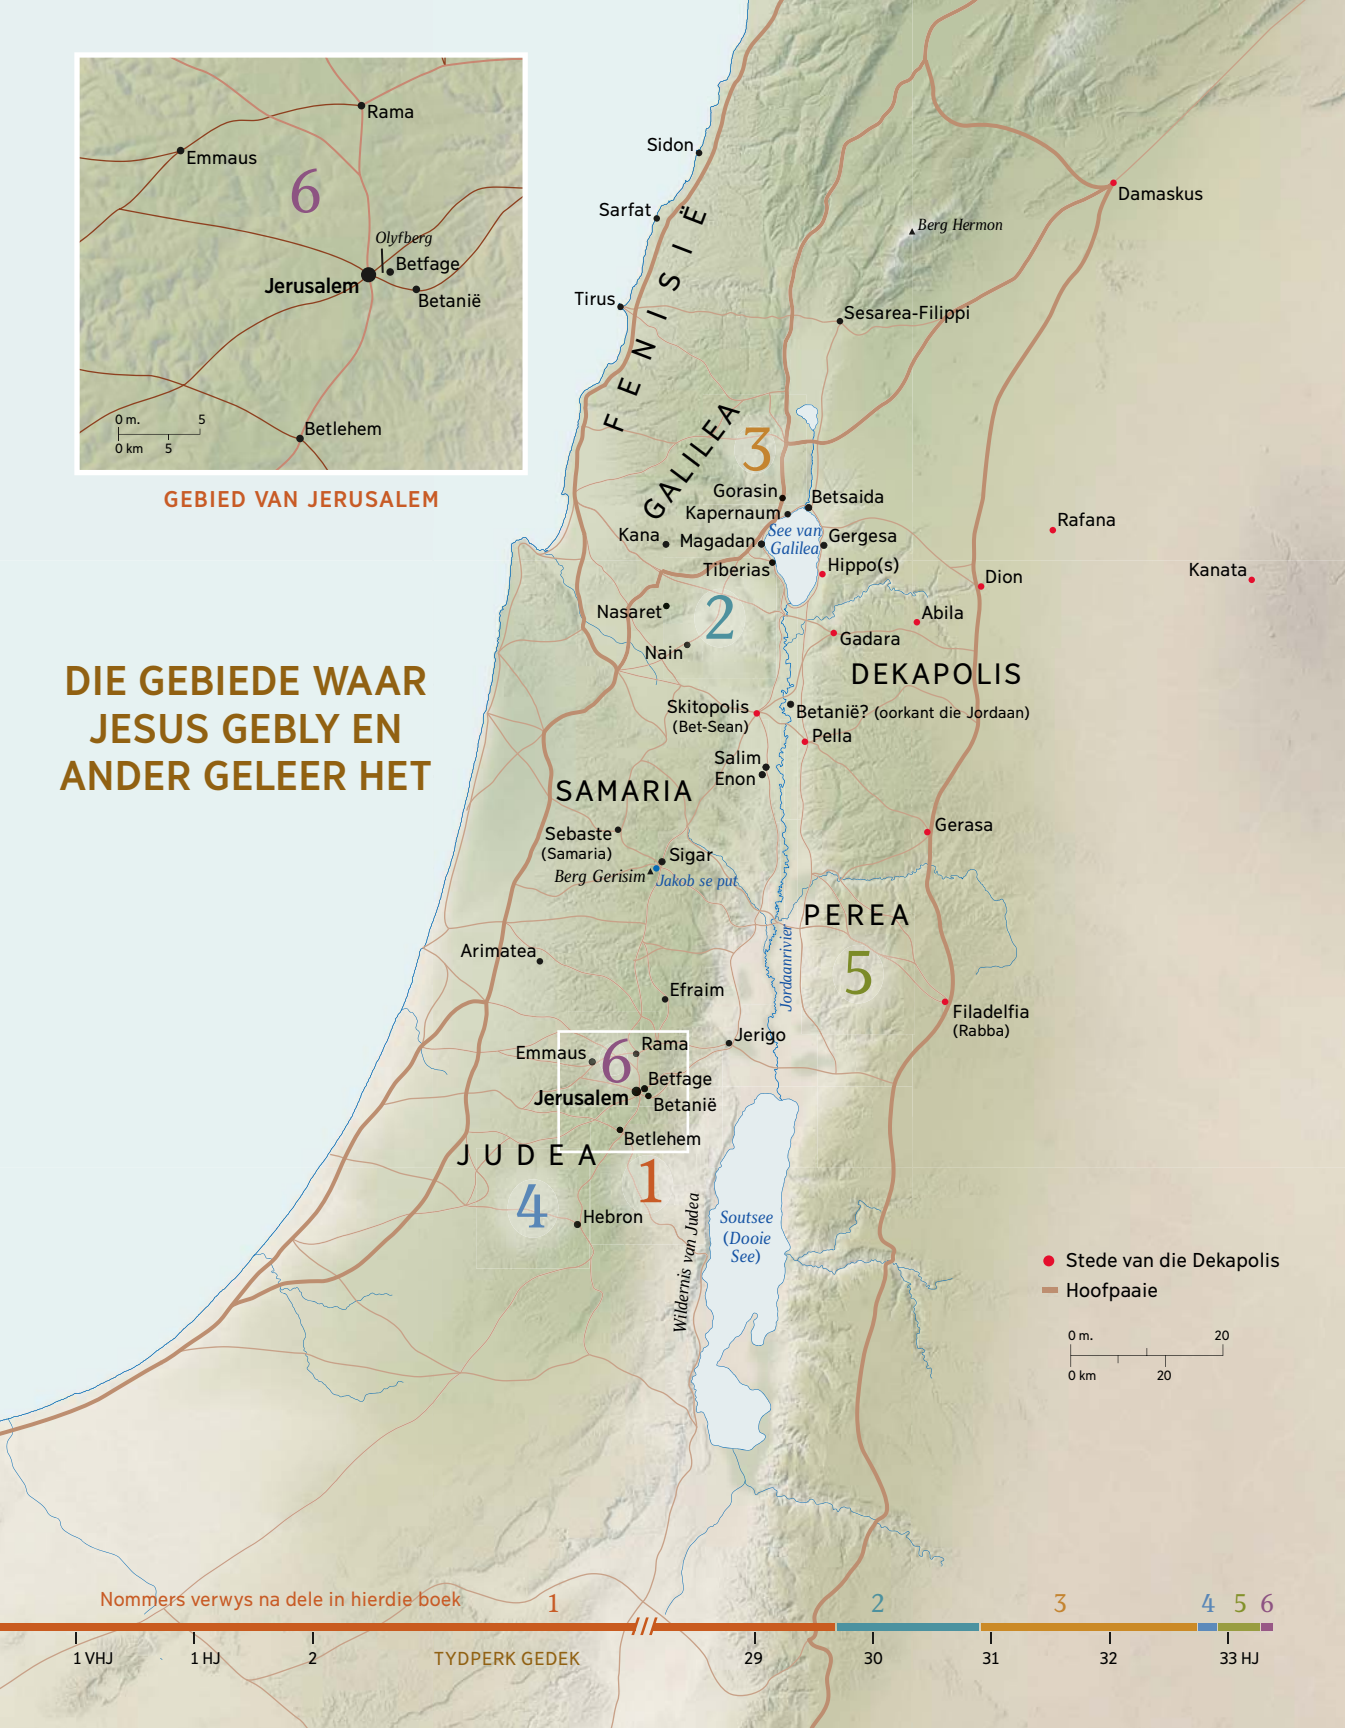 Rama
Emmaus
6
Olyfberg
Betfage
Jerusalem
Betanië
Betlehem
0 m. 5
0 km 5
GEBIED VAN JERUSALEM
DIE GEBIEDE WAAR
JESUS GEBLY EN
ANDER GELEER HET
Sidon
Damaskus
Sarfat
Berg Hermon
FENISIË
Tirus
Sesarea-Filippi
GALILEA
3
Gorasin
Betsaida
Kapernaum
Rafana
See van
Galilea
Kana
Magadan
Gergesa
Tiberias
Hippo(s)
Kanata
Dion
Nasaret
2
Abila
Gadara
Nain
DEKAPOLIS
Skitopolis
(Bet-Sean)
Betanië? (oorkant die Jordaan)
Pella
Salim
Enon
SAMARIA
Sebaste
(Samaria)
Gerasa
Sigar
Berg Gerisim
Jakob se put
PEREA
Jordaanrivier
Arimatea
5
Efraim
Filadelfia
(Rabba)
Jerigo
Rama
Emmaus
6
Betfage
Jerusalem
Betanië
Betlehem
JUDEA
1
4
Hebron
Wildernis van Judea
Soutsee
(Dooie
See)
Stede van die Dekapolis
Hoofpaaie
0 m. 20
0 km 20
Nommers verwys na dele in hierdie boek
1 2 3 4 5 6
1 VHJ 1 HJ 2 TYDPERK GEDEK 29 30 31 32 33 HJ